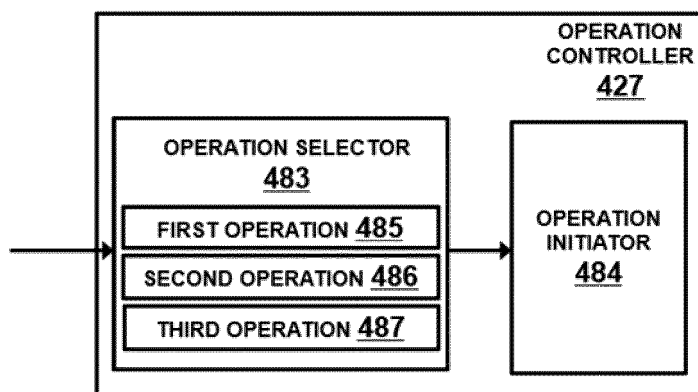 OPERATION
CONTROLLER
427
OPERATION SELECTOR
483
FIRST OPERATION 485
SECOND OPERATION 486
THIRD OPERATION 487
OPERATION
INITIATOR
484